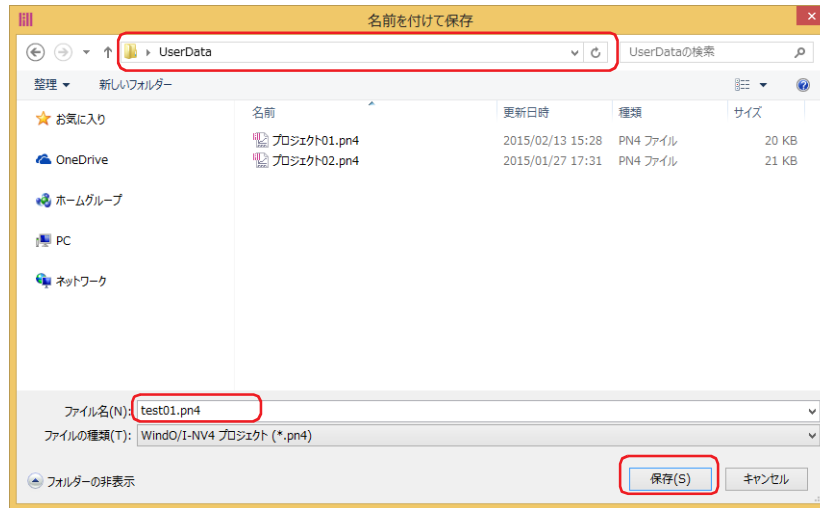 名前を付けて保存
UserData
UserDataの検索
整理 新しいフォルダー
お気に入り
OneDrive
ホームグループ
PC
ネットワーク
名前 更新日時 種類 サイズ
プロジェクト01.pn4 2015/02/13 15:28 PN4 ファイル 20 KB
プロジェクト02.pn4 2015/01/27 17:31 PN4 ファイル 21 KB
ファイル名(N): test01.pn4
ファイルの種類(T): WindO/I-NV4 プロジェクト (*.pn4)
フォルダーの非表示
保存(S) キャンセル